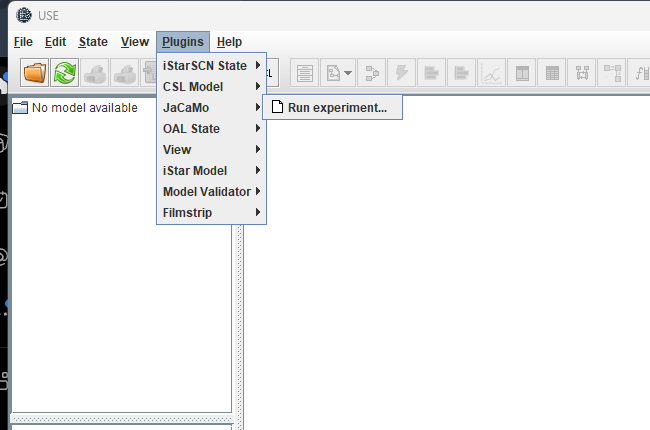 USE
File Edit State View Plugins Help
iStarSCN State
CSL Model
JaCaMo
Run experiment...
No model available
OAL State
View
iStar Model
Model Validator
Filmstrip